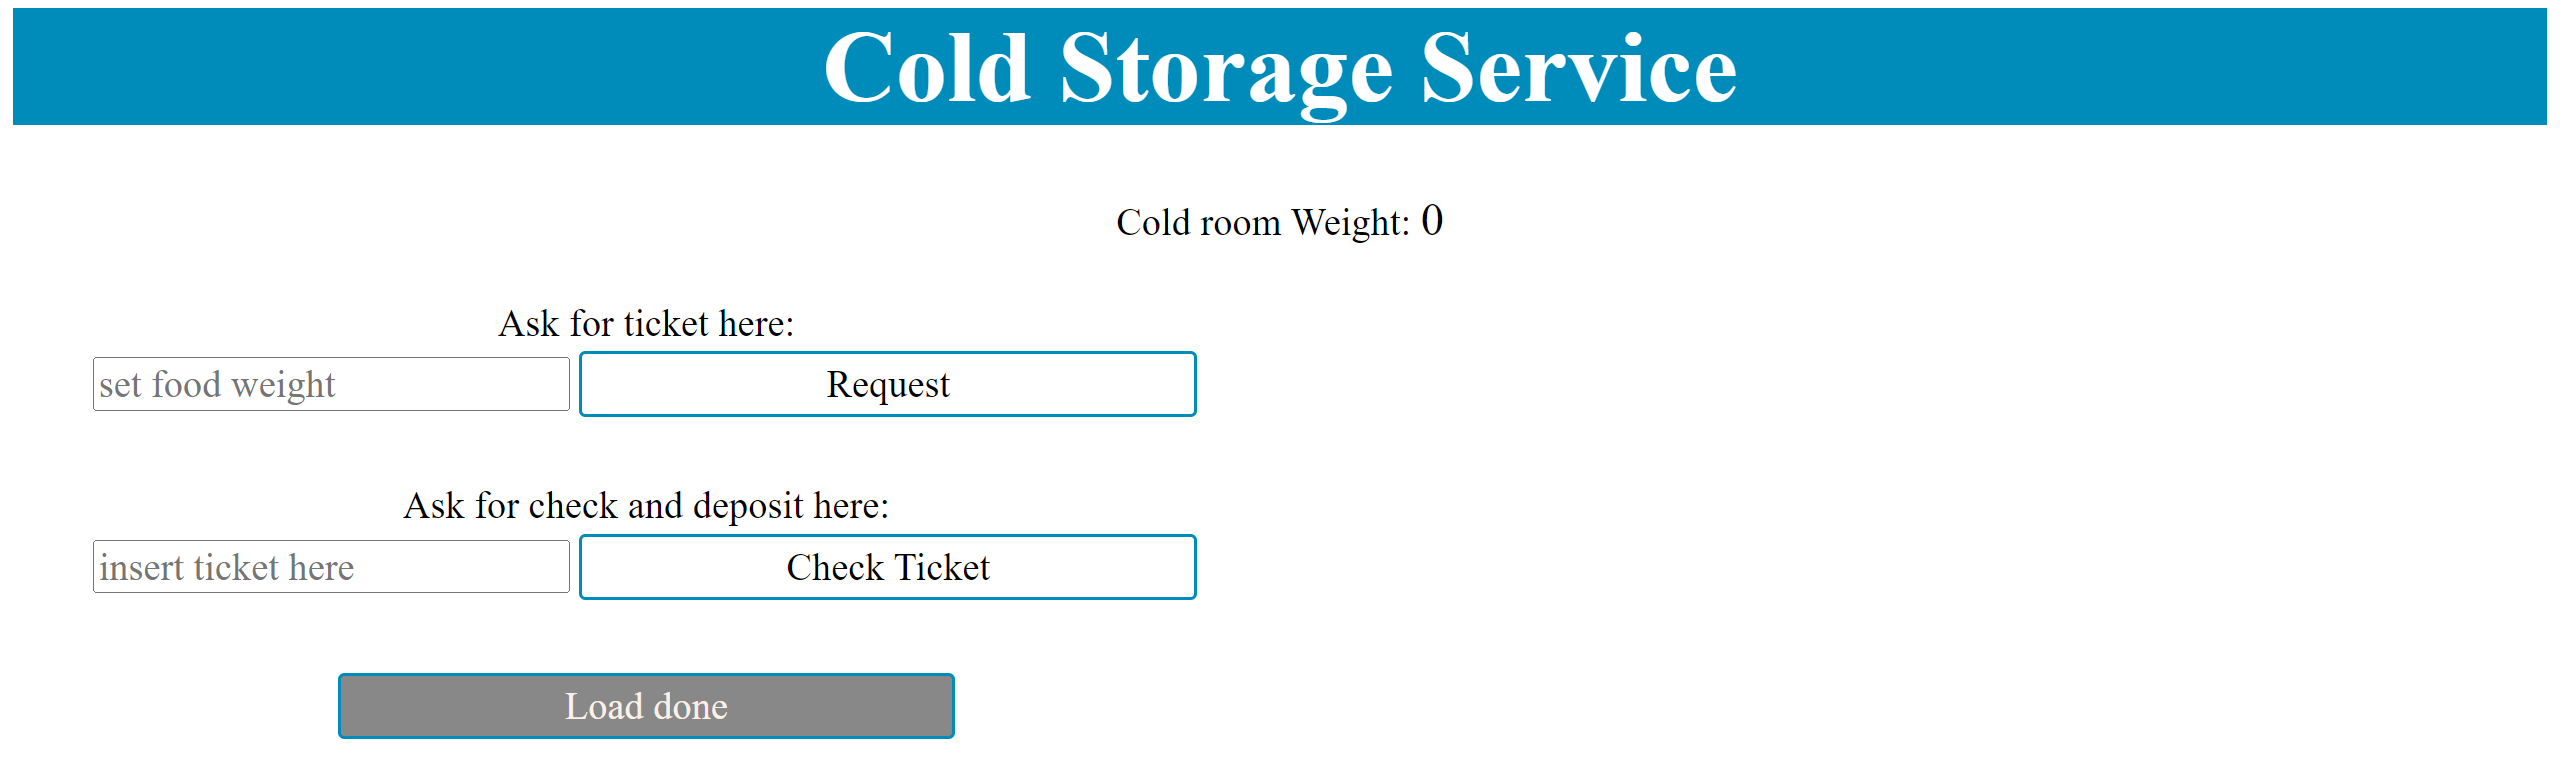 Cold Storage Service
Cold room Weight: 0
Ask for ticket here:
set food weight Request
Ask for check and deposit here:
insert ticket here Check Ticket
Load done